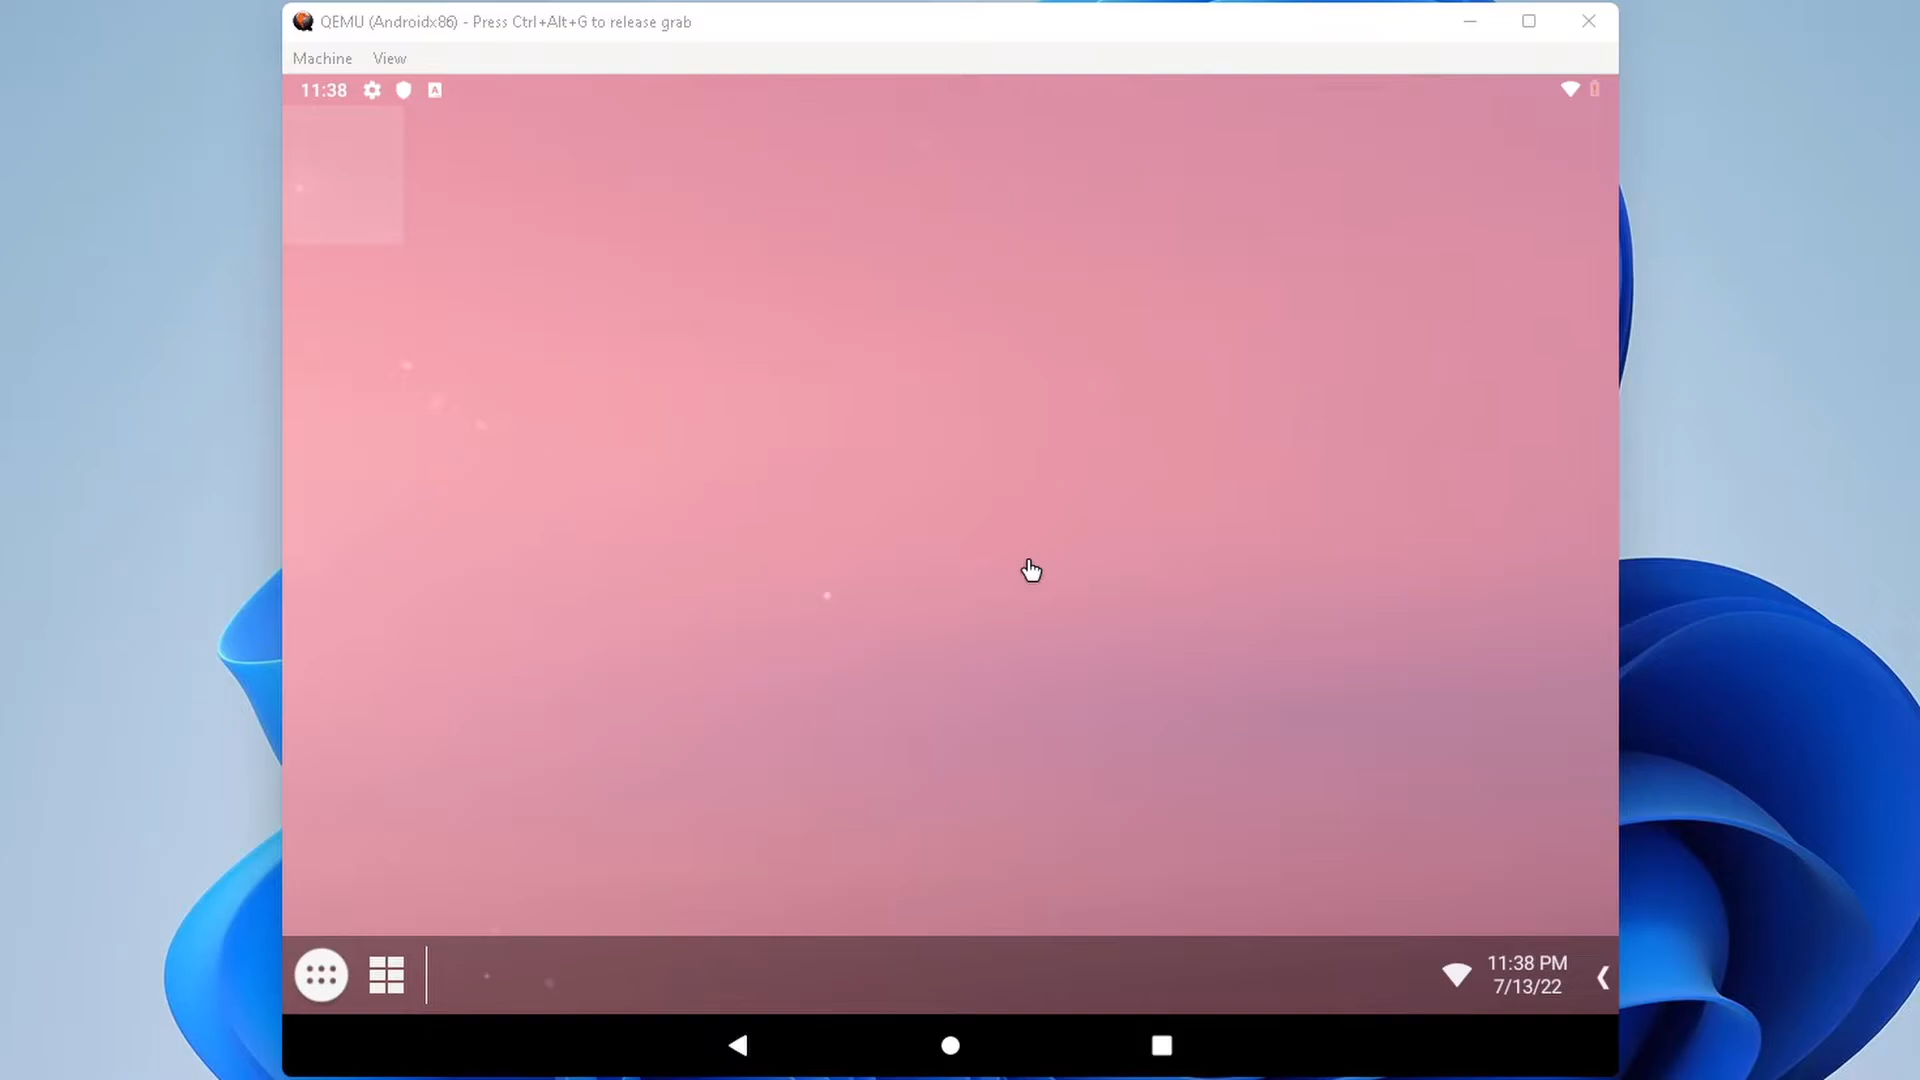 QEMU (Androidx86) - Press Ctrl+Alt+G to release grab
Machine View
11:38 A
11:38 PM
7/13/22